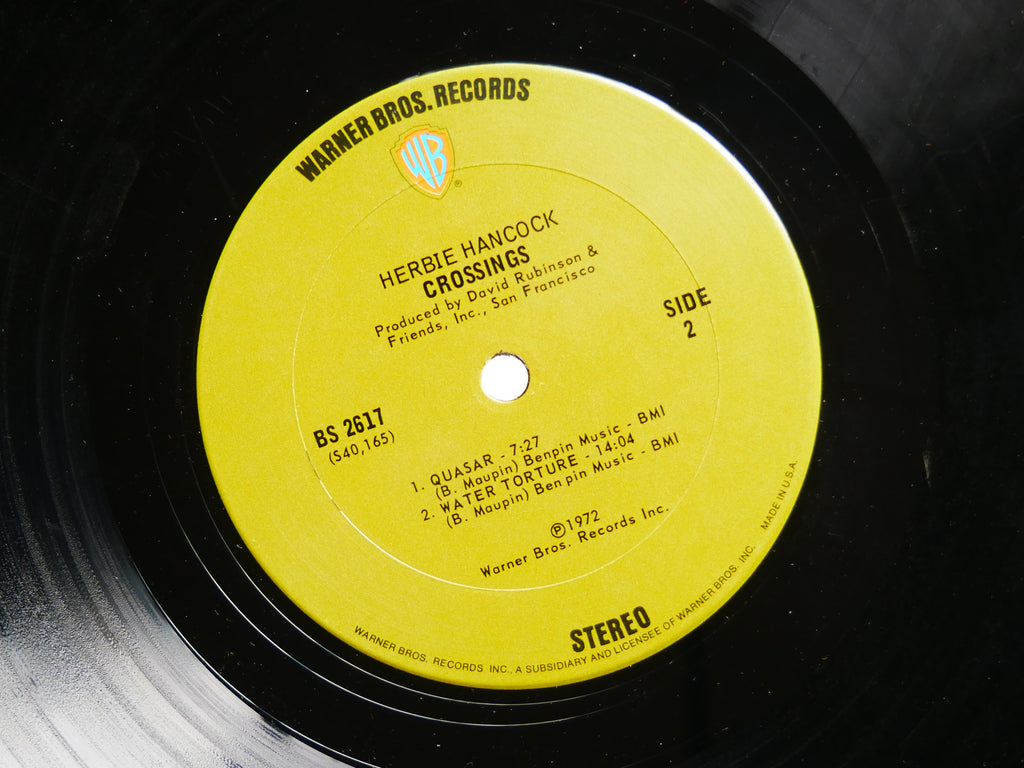 WARNER BROS. RECORDS
WB
®
HERBIE HANCOCK
CROSSINGS
Produced by David Rubinson &
Friends, Inc., San Francisco
SIDE
2
BS 2617
(S40,165)
1. QUASAR - 7:27
(B. Maupin) Benpin Music - BMI
2. WATER TORTURE - 14:04
(B. Maupin) Benpin Music - BMI
℗1972
Warner Bros. Records Inc.
STEREO
WARNER BROS. RECORDS INC., A SUBSIDIARY AND LICENSEE OF WARNER BROS. INC. MADE IN U.S.A.